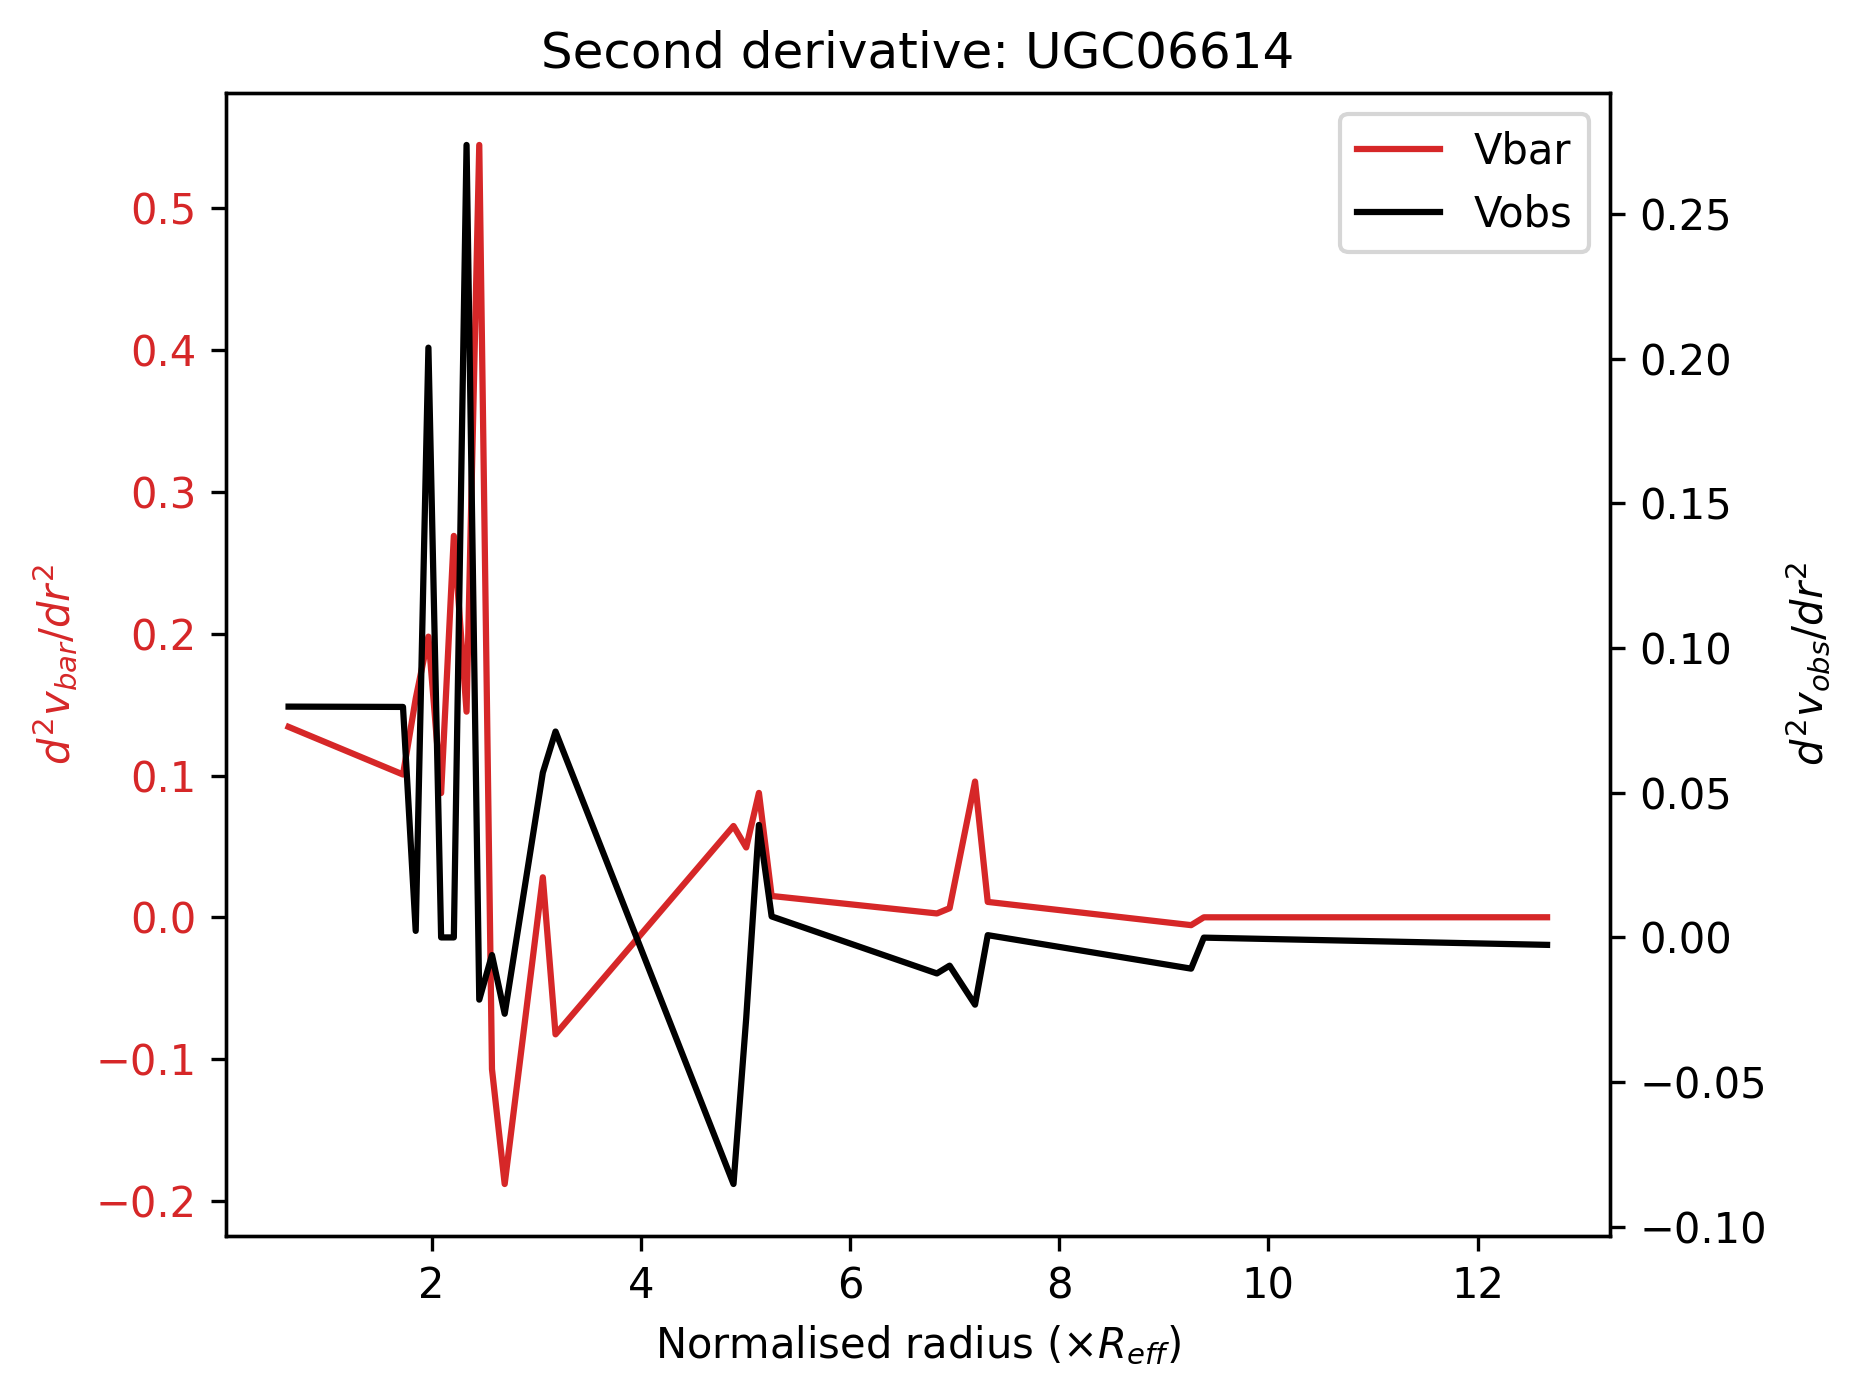 Second derivative: UGC06614
Vbar
Vobs
0.5
0.4
0.3
0.2
0.1
0.0
−0.1
−0.2
d²v_bar/dr²
0.25
0.20
0.15
0.10
0.05
0.00
−0.05
−0.10
d²v_obs/dr²
2 4 6 8 10 12
Normalised radius (×R_eff)